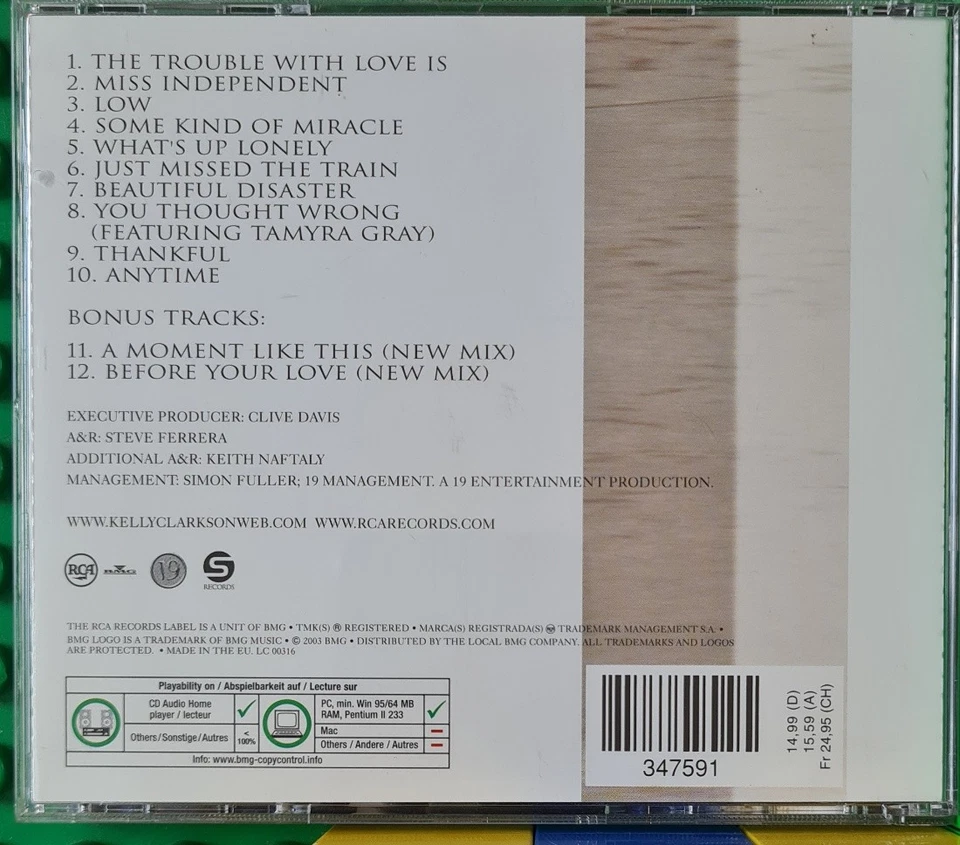 1. THE TROUBLE WITH LOVE IS
2. MISS INDEPENDENT
3. LOW
4. SOME KIND OF MIRACLE
5. WHAT'S UP LONELY
6. JUST MISSED THE TRAIN
7. BEAUTIFUL DISASTER
8. YOU THOUGHT WRONG
(FEATURING TAMYRA GRAY)
9. THANKFUL
10. ANYTIME
BONUS TRACKS:
11. A MOMENT LIKE THIS (NEW MIX)
12. BEFORE YOUR LOVE (NEW MIX)
EXECUTIVE PRODUCER: CLIVE DAVIS
A&R: STEVE FERRERA
ADDITIONAL A&R: KEITH NAFTALY
MANAGEMENT: SIMON FULLER; 19 MANAGEMENT. A 19 ENTERTAINMENT PRODUCTION.
WWW.KELLYCLARKSONWEB.COM WWW.RCARECORDS.COM
RCA BMG 19 S RECORDS
THE RCA RECORDS LABEL IS A UNIT OF BMG • TMK(S) ® REGISTERED • MARCA(S) REGISTRADA(S) TRADEMARK MANAGEMENT S.A. •
BMG LOGO IS A TRADEMARK OF BMG MUSIC • © 2003 BMG • DISTRIBUTED BY THE LOCAL BMG COMPANY. ALL TRADEMARKS AND LOGOS
ARE PROTECTED. • MADE IN THE EU. LC 00316
Playability on / Abspielbarkeit auf / Lecture sur
CD Audio Home
player / lecteur
Others/Sonstige/Autres
< 100%
PC, min. Win 95/64 MB
RAM, Pentium II 233
Mac
Others / Andere / Autres
Info: www.bmg-copycontrol.info
347591
14,99 (D)
15,59 (A)
Fr 24,95 (CH)